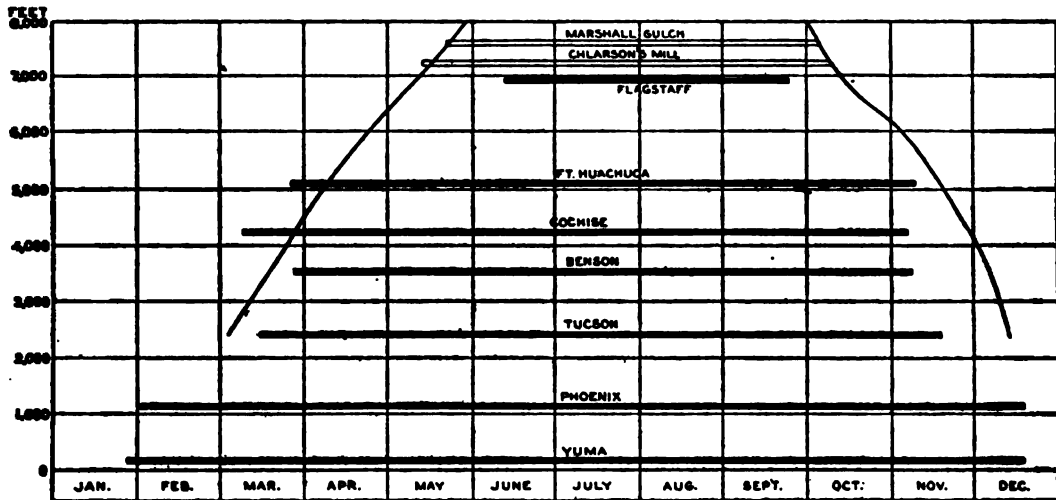 FEET
8,000
MARSHALL GULCH
CHLARSON'S MILL
7,000
FLAGSTAFF
6,000
FT. HUACHUCA
5,000
COCHISE
4,000
BENSON
3,000
TUCSON
2,000
PHOENIX
1,000
YUMA
0
JAN. FEB. MAR. APR. MAY JUNE JULY AUG. SEPT. OCT. NOV. DEC.